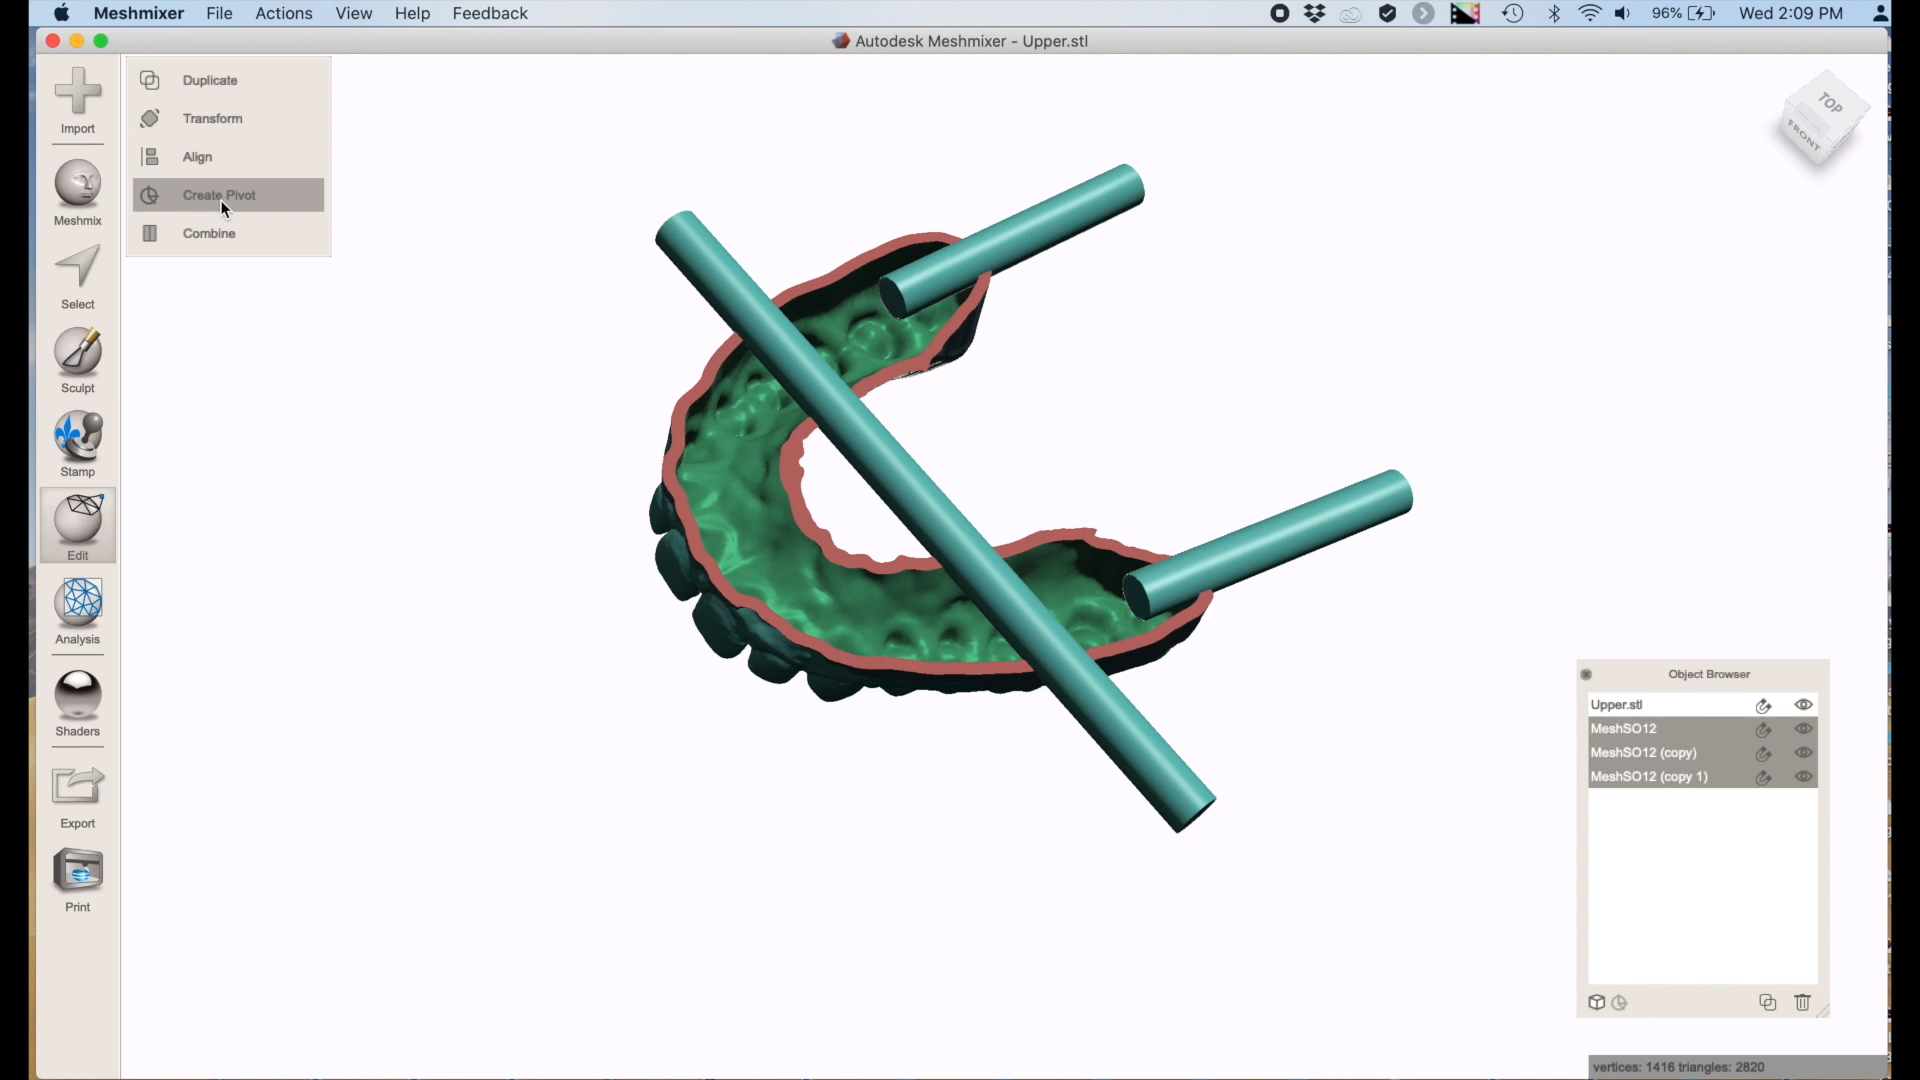 Meshmixer File Actions View Help Feedback 96% Wed 2:09 PM
Autodesk Meshmixer - Upper.stl
Import
Meshmix
Select
Sculpt
Stamp
Edit
Analysis
Shaders
Export
Print
Duplicate
Transform
Align
Create Pivot
Combine
TOP
FRONT
Object Browser
Upper.stl
MeshSO12
MeshSO12 (copy)
MeshSO12 (copy 1)
vertices: 1416 triangles: 2820